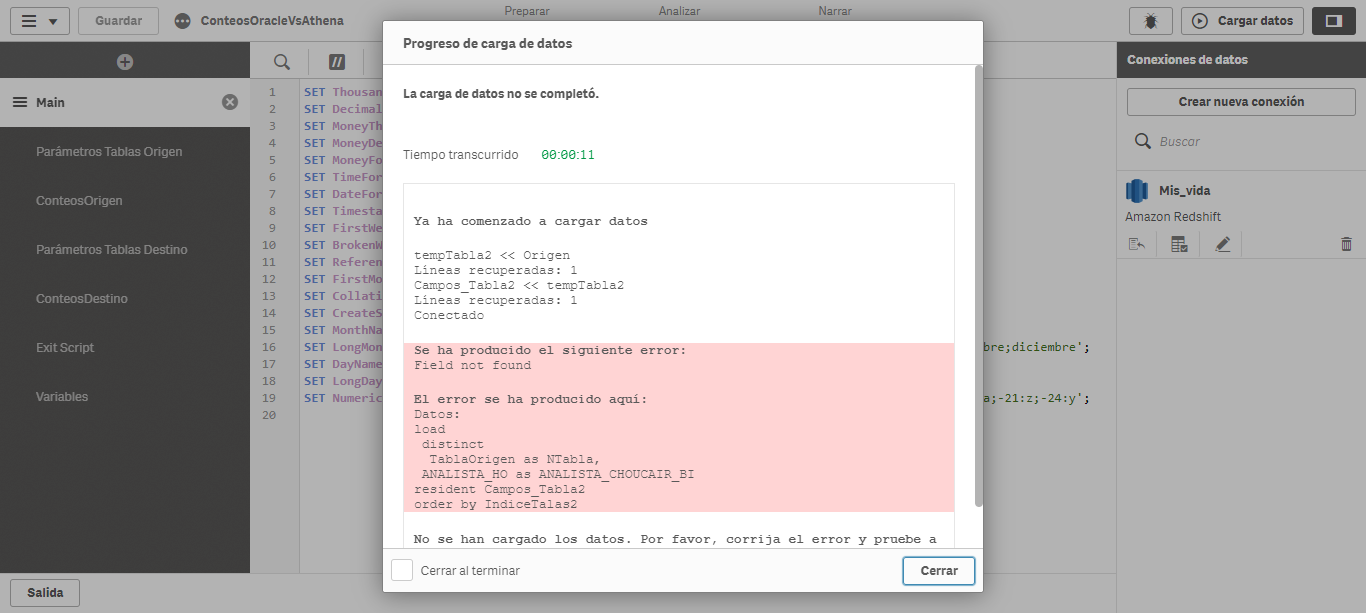 Preparar
Analizar
Narrar
Guardar
ConteosOracleVsAthena
Cargar datos
Progreso de carga de datos
Conexiones de datos
La carga de datos no se completó.
Main
Crear nueva conexión
Buscar
Parámetros Tablas Origen
ConteosOrigen
Parámetros Tablas Destino
ConteosDestino
Exit Script
Variables
1 SET Thousan
2 SET Decimal
3 SET MoneyTh
4 SET MoneyDe
5 SET MoneyFo
6 SET TimeFor
7 SET DateFor
8 SET Timesta
9 SET FirstWe
10 SET BrokenW
11 SET Referen
12 SET FirstMo
13 SET Collati
14 SET CreateS
15 SET MonthNa
16 SET LongMon bre;diciembre';
17 SET DayName
18 SET LongDay
19 SET Numeric a;-21:z;-24:y';
20
Tiempo transcurrido 00:00:11
Ya ha comenzado a cargar datos
tempTabla2 << Origen
Líneas recuperadas: 1
Campos_Tabla2 << tempTabla2
Líneas recuperadas: 1
Conectado
Se ha producido el siguiente error:
Field not found
El error se ha producido aquí:
Datos:
load
distinct
TablaOrigen as NTabla,
ANALISTA_HO as ANALISTA_CHOUCAIR_BI
resident Campos_Tabla2
order by IndiceTalas2
No se han cargado los datos. Por favor, corrija el error y pruebe a
Mis_vida
Amazon Redshift
Cerrar al terminar
Cerrar
Salida